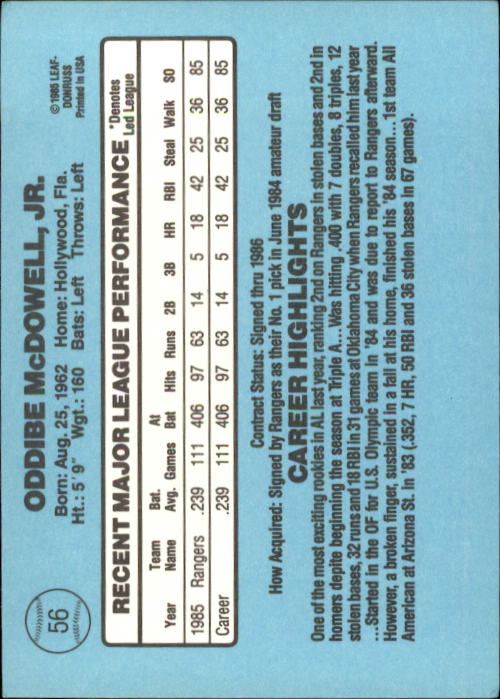 56
ODDIBE McDOWELL, JR.
Born: Aug. 25, 1962 Home: Hollywood, Fla.
Ht.: 5'9" Wgt.: 160 Bats: Left Throws: Left
© 1985 LEAF-
DONRUSS
Printed in USA
RECENT MAJOR LEAGUE PERFORMANCE *Denotes
Led League
Team Bat. At
Year Name Avg. Games Bat Hits Runs 2B 3B HR RBI Steal Walk SO
1985 Rangers .239 111 406 97 63 14 5 18 42 25 36 85
Career .239 111 406 97 63 14 5 18 42 25 36 85
Contract Status: Signed thru 1986
How Acquired: Signed by Rangers as their No. 1 pick in June 1984 amateur draft
CAREER HIGHLIGHTS
One of the most exciting rookies in AL last year, ranking 2nd on Rangers in stolen bases and 2nd in
homers depite beginning the season at Triple A... Was hitting .400 with 7 doubles, 8 triples, 12
stolen bases, 32 runs and 18 RBI in 31 games at Oklahoma City when Rangers recalled him last year
...Started in the OF for U.S. Olympic team in '84 and was due to report to Rangers afterward.
However, a broken finger, sustained in a fall at his home, finished his '84 season...1st team All
American at Arizona St. in '83 (.352, 7 HR, 50 RBI and 36 stolen bases in 67 games).